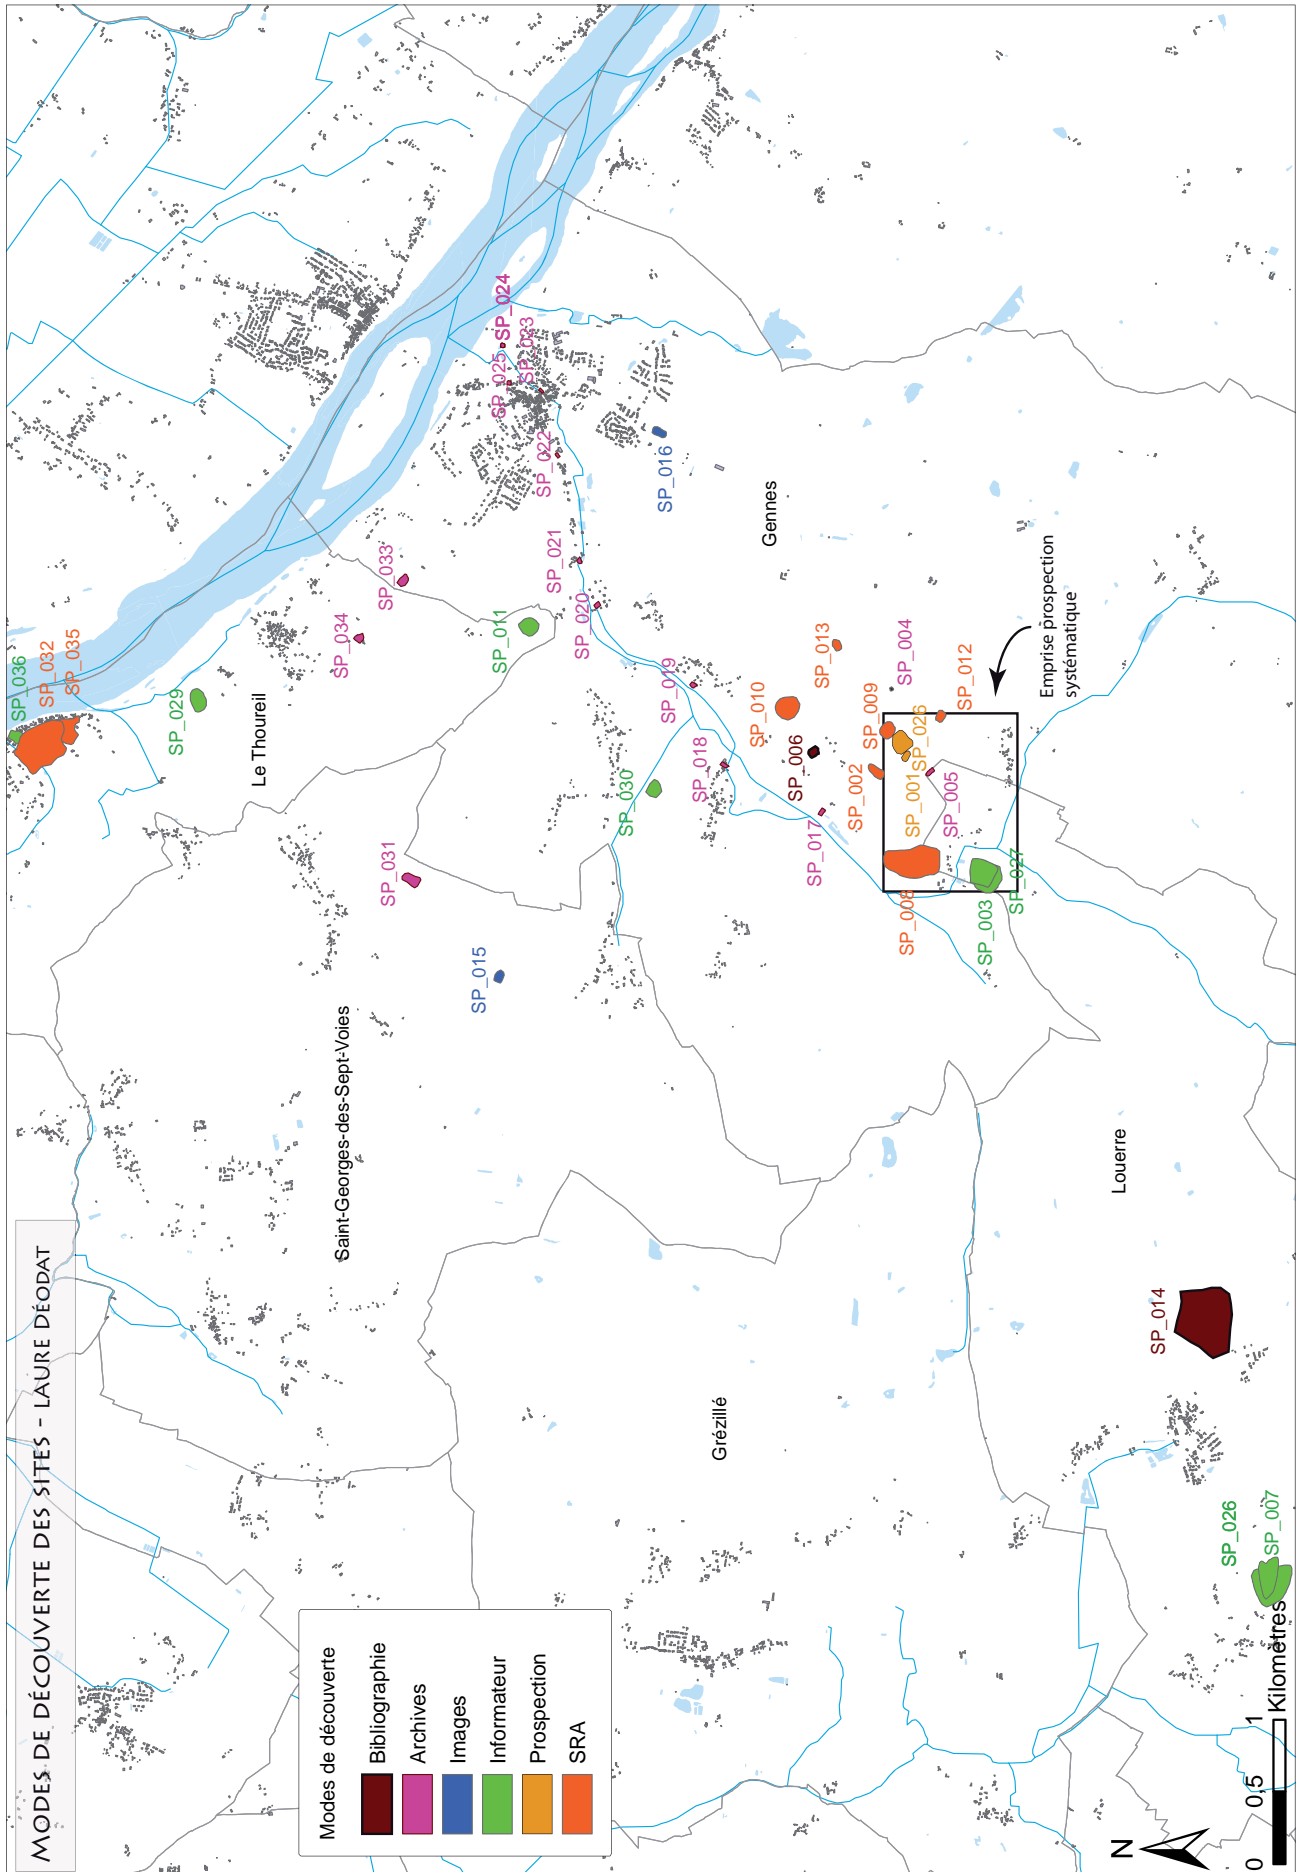 MODES DE DÉCOUVERTE DES SITES - LAURE DÉODAT
SP_036
SP_032
SP_035
SP_029
Le Thoureil
SP_034
SP_033
SP_031
SP_015
Saint-Georges-des-Sept-Voies
SP_024
SP_025
SP_023
SP_022
SP_021
SP_020
SP_011
SP_016
SP_019
SP_018
SP_030
Gennes
SP_010
SP_006
SP_013
SP_017
SP_004
SP_009
SP_002
SP_012
SP_026
SP_001
SP_005
SP_008
SP_003
SP_027
Emprise prospection
systématique
Grézillé
Louerre
SP_014
SP_026
SP_007
Modes de découverte
Bibliographie
Archives
Images
Informateur
Prospection
SRA
N
0 0,5 1
Kilomètres